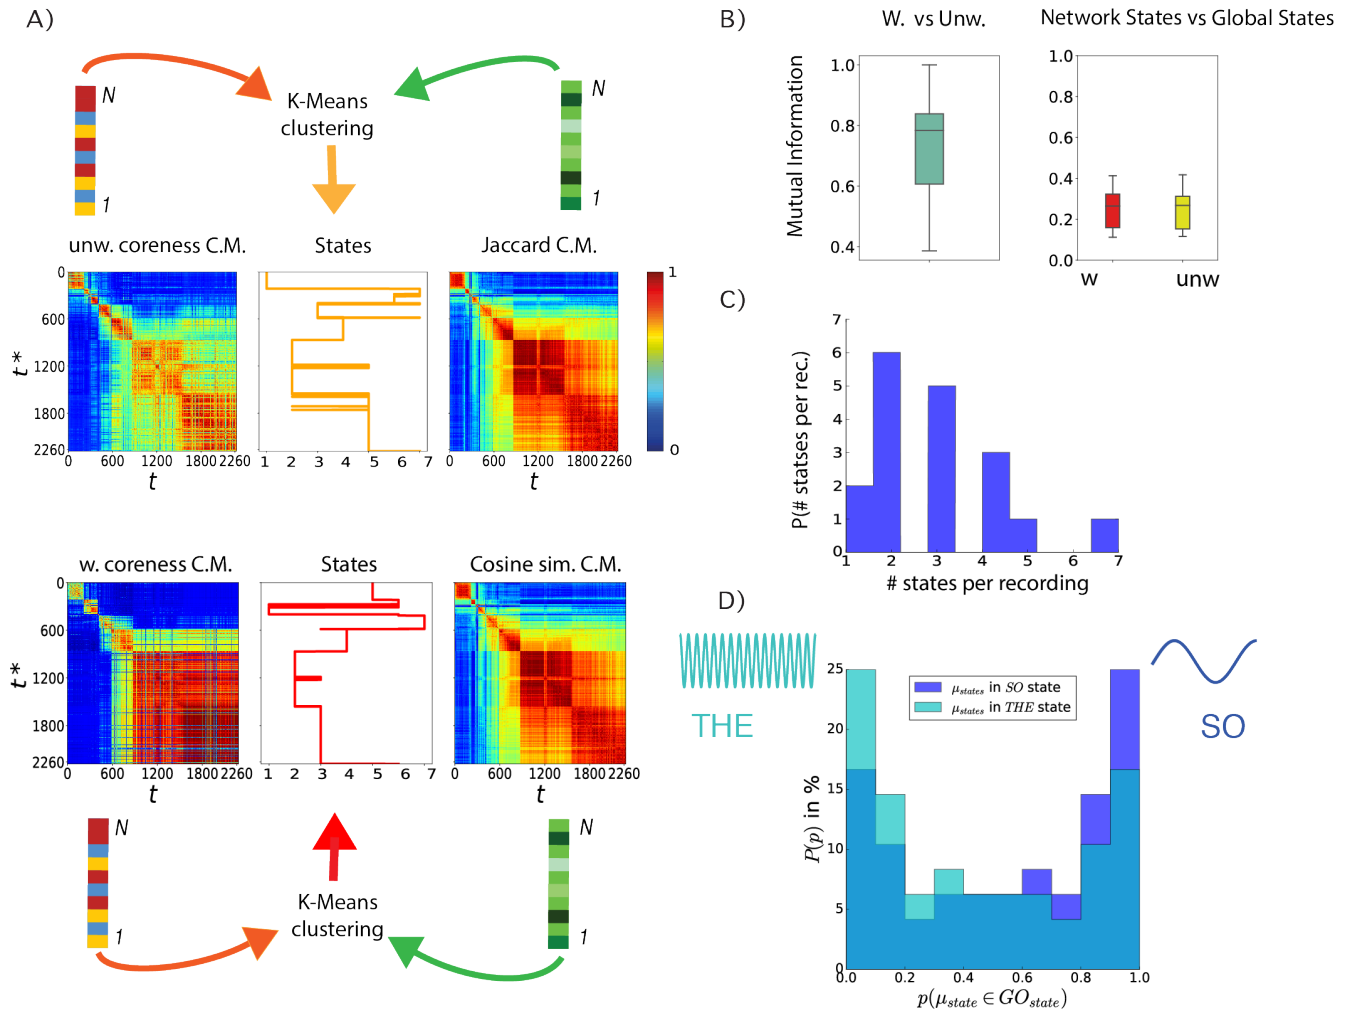 A)
N
1
K-Means
clustering
N
1
unw. coreness C.M.
States
Jaccard C.M.
0
600
1200
1800
2260
t*
0 600 1200 1800 2260
t
1 2 3 4 5 6 7
0 600 1200 1800 2260
t
1
0
w. coreness C.M.
States
Cosine sim. C.M.
0
600
1200
1800
2260
t*
0 600 1200 1800 2260
t
1 2 3 4 5 6 7
0 600 1200 1800 2260
t
N
1
K-Means
clustering
N
1
B)
W. vs Unw.
Network States vs Global States
Mutual Information
1.0
0.8
0.6
0.4
1.0
0.8
0.6
0.4
0.2
0.0
w unw
C)
P(# statses per rec.)
7
6
5
4
3
2
1
0
1 2 3 4 5 6 7
# states per recording
D)
THE
SO
μstates in SO state
μstates in THE state
P(p) in %
25
20
15
10
5
0
0.0 0.2 0.4 0.6 0.8 1.0
p(μstate ∈ GOstate)